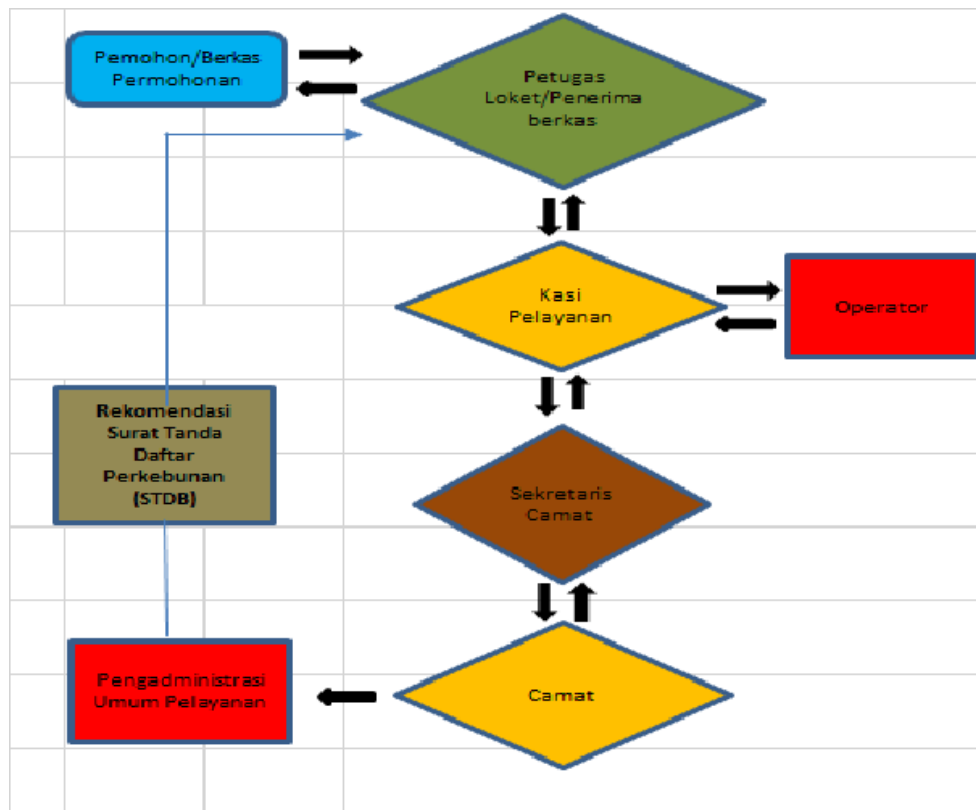 Pemohon/Berkas
Permohonan
Petugas
Loket/Penerima
berkas
Kasi
Pelayanan
Operator
Rekomendasi
Surat Tanda
Daftar
Perkebunan
(STDB)
Sekretaris
Camat
Pengadministrasi
Umum Pelayanan
Camat